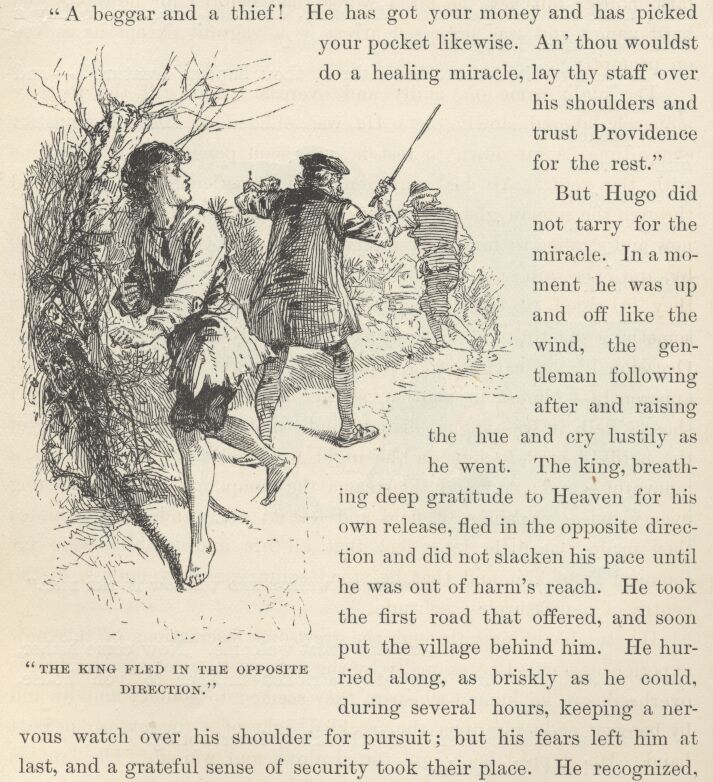 “ A beggar and a thief! He has got your money and has picked
your pocket likewise. An’ thou wouldst
do a healing miracle, lay thy staff over
his shoulders and
trust Providence
for the rest.”
But Hugo did
not tarry for the
miracle. In a mo-
ment he was up
and off like the
wind, the gen-
tleman following
after and raising
the hue and cry lustily as
he went. The king, breath-
ing deep gratitude to Heaven for his
own release, fled in the opposite direc-
tion and did not slacken his pace until
he was out of harm’s reach. He took
the first road that offered, and soon
put the village behind him. He hur-
ried along, as briskly as he could,
during several hours, keeping a ner-
vous watch over his shoulder for pursuit; but his fears left him at
last, and a grateful sense of security took their place. He recognized,
“ THE KING FLED IN THE OPPOSITE
DIRECTION.”